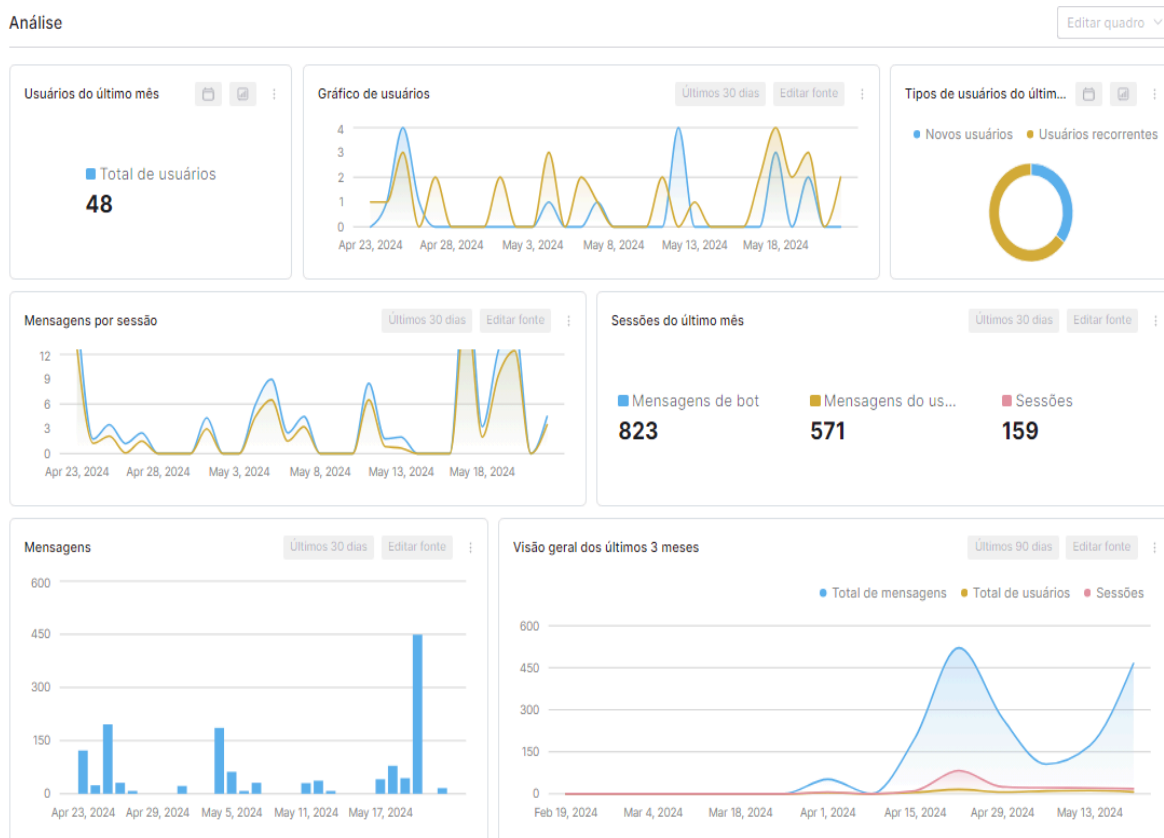 Análise
Editar quadro
Usuários do último mês
Total de usuários
48
Gráfico de usuários
Últimos 30 dias
Editar fonte
4
3
2
1
0
Apr 23, 2024 Apr 28, 2024 May 3, 2024 May 8, 2024 May 13, 2024 May 18, 2024
Tipos de usuários do últim...
Novos usuários Usuários recorrentes
Mensagens por sessão
Últimos 30 dias
Editar fonte
12
9
6
3
0
Apr 23, 2024 Apr 28, 2024 May 3, 2024 May 8, 2024 May 13, 2024 May 18, 2024
Sessões do último mês
Últimos 30 dias
Editar fonte
Mensagens de bot Mensagens do us... Sessões
823 571 159
Mensagens
Últimos 30 dias
Editar fonte
600
450
300
150
0
Apr 23, 2024 Apr 29, 2024 May 5, 2024 May 11, 2024 May 17, 2024
Visão geral dos últimos 3 meses
Últimos 90 dias
Editar fonte
Total de mensagens Total de usuários Sessões
600
450
300
150
0
Feb 19, 2024 Mar 4, 2024 Mar 18, 2024 Apr 1, 2024 Apr 15, 2024 Apr 29, 2024 May 13, 2024